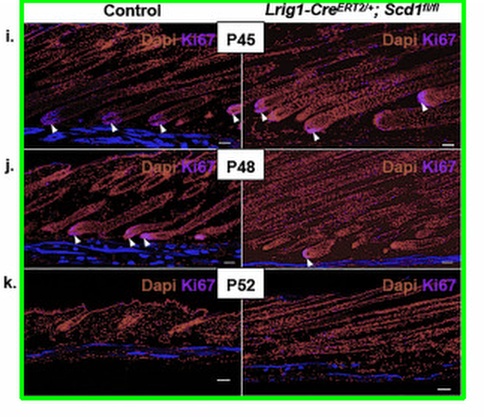 Control Lrig1-CreERT2/+; Scd1fl/fl
i. Dapi Ki67 P45 Dapi Ki67
j. Dapi Ki67 P48 Dapi Ki67
k. Dapi Ki67 P52 Dapi Ki67